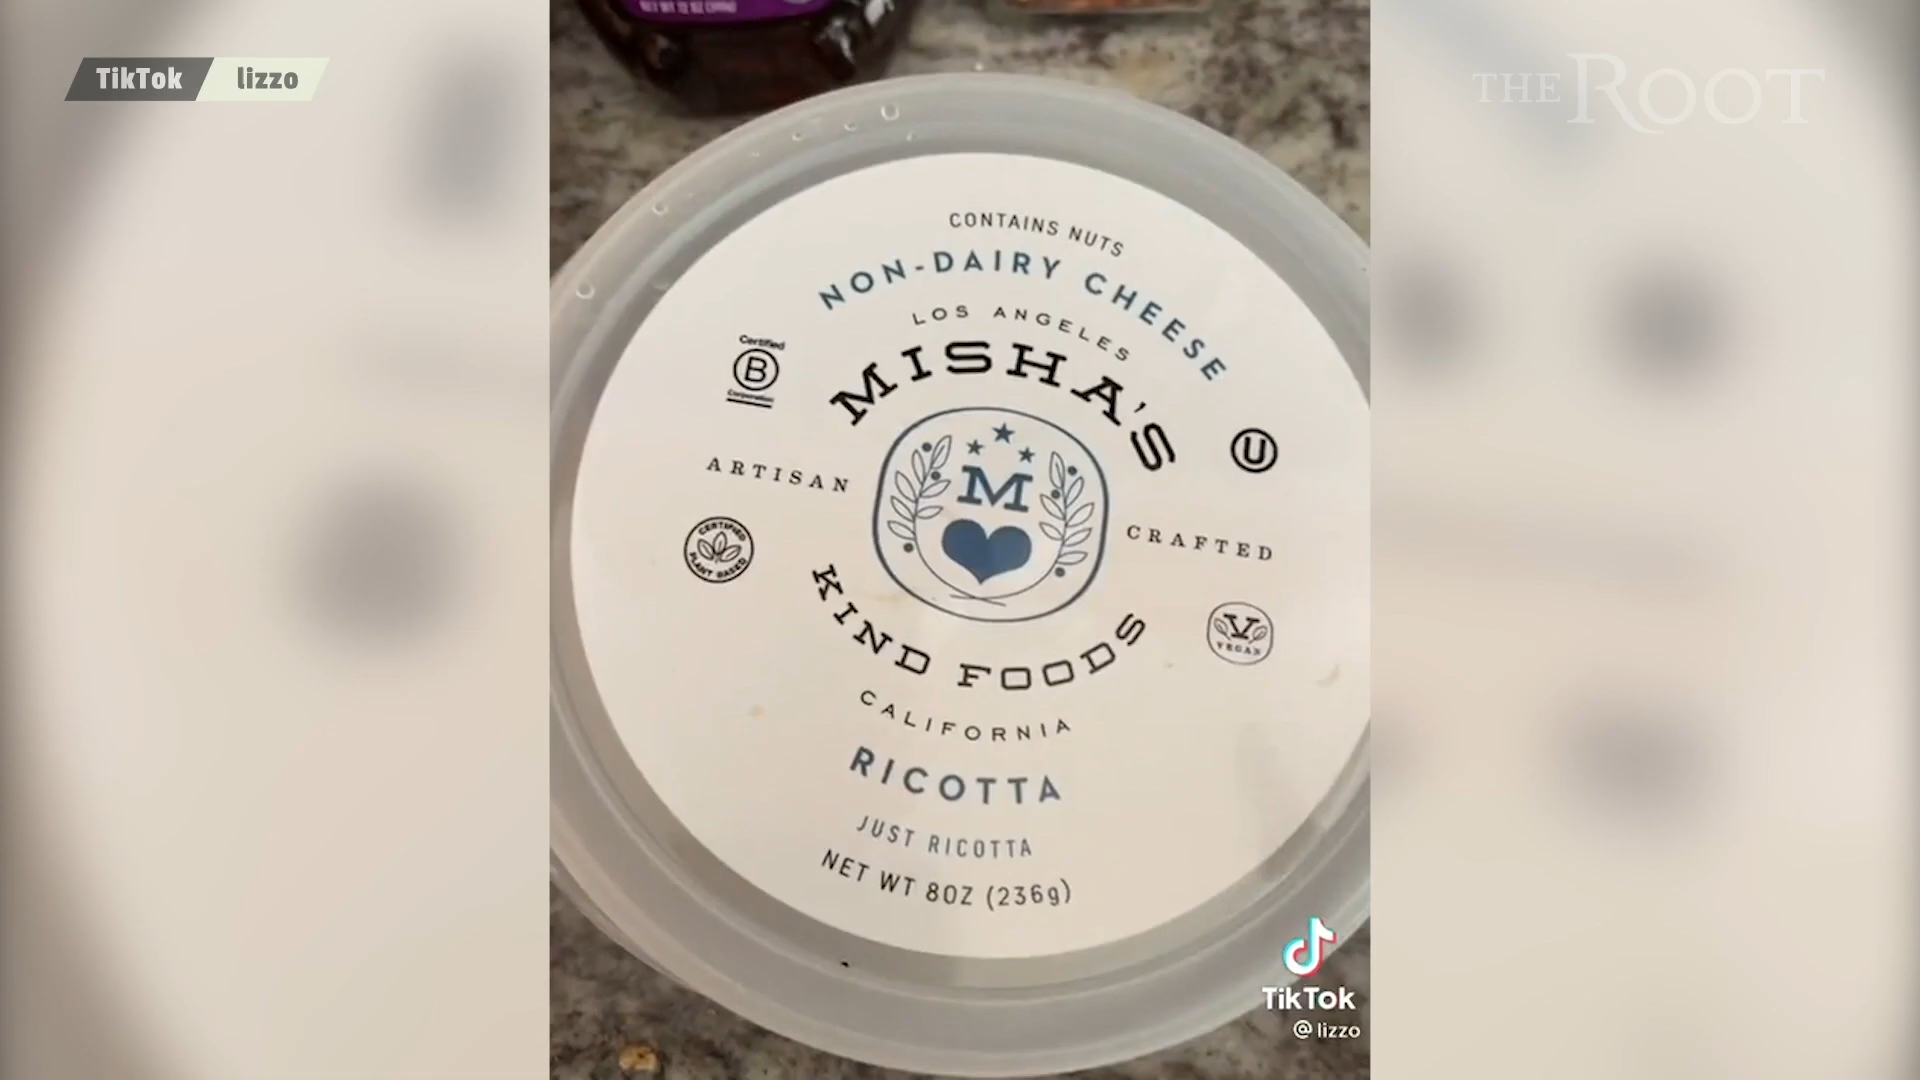 TikTok lizzo
THE ROOT
CONTAINS NUTS
NON-DAIRY CHEESE
LOS ANGELES
MISHA'S
Certified
B
Corporation
U
ARTISAN
M
CRAFTED
CERTIFIED
PLANT BASED
V
VEGAN
KIND FOODS
CALIFORNIA
RICOTTA
JUST RICOTTA
NET WT 8OZ (236g)
TikTok
@lizzo